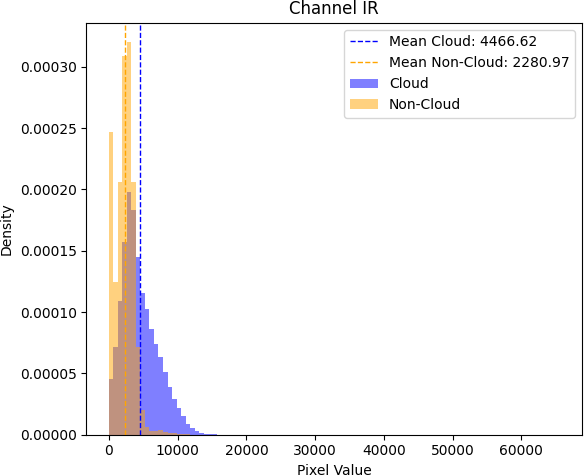 Channel IR
Mean Cloud: 4466.62
Mean Non-Cloud: 2280.97
Cloud
Non-Cloud
Density
0.00030
0.00025
0.00020
0.00015
0.00010
0.00005
0.00000
0 10000 20000 30000 40000 50000 60000
Pixel Value